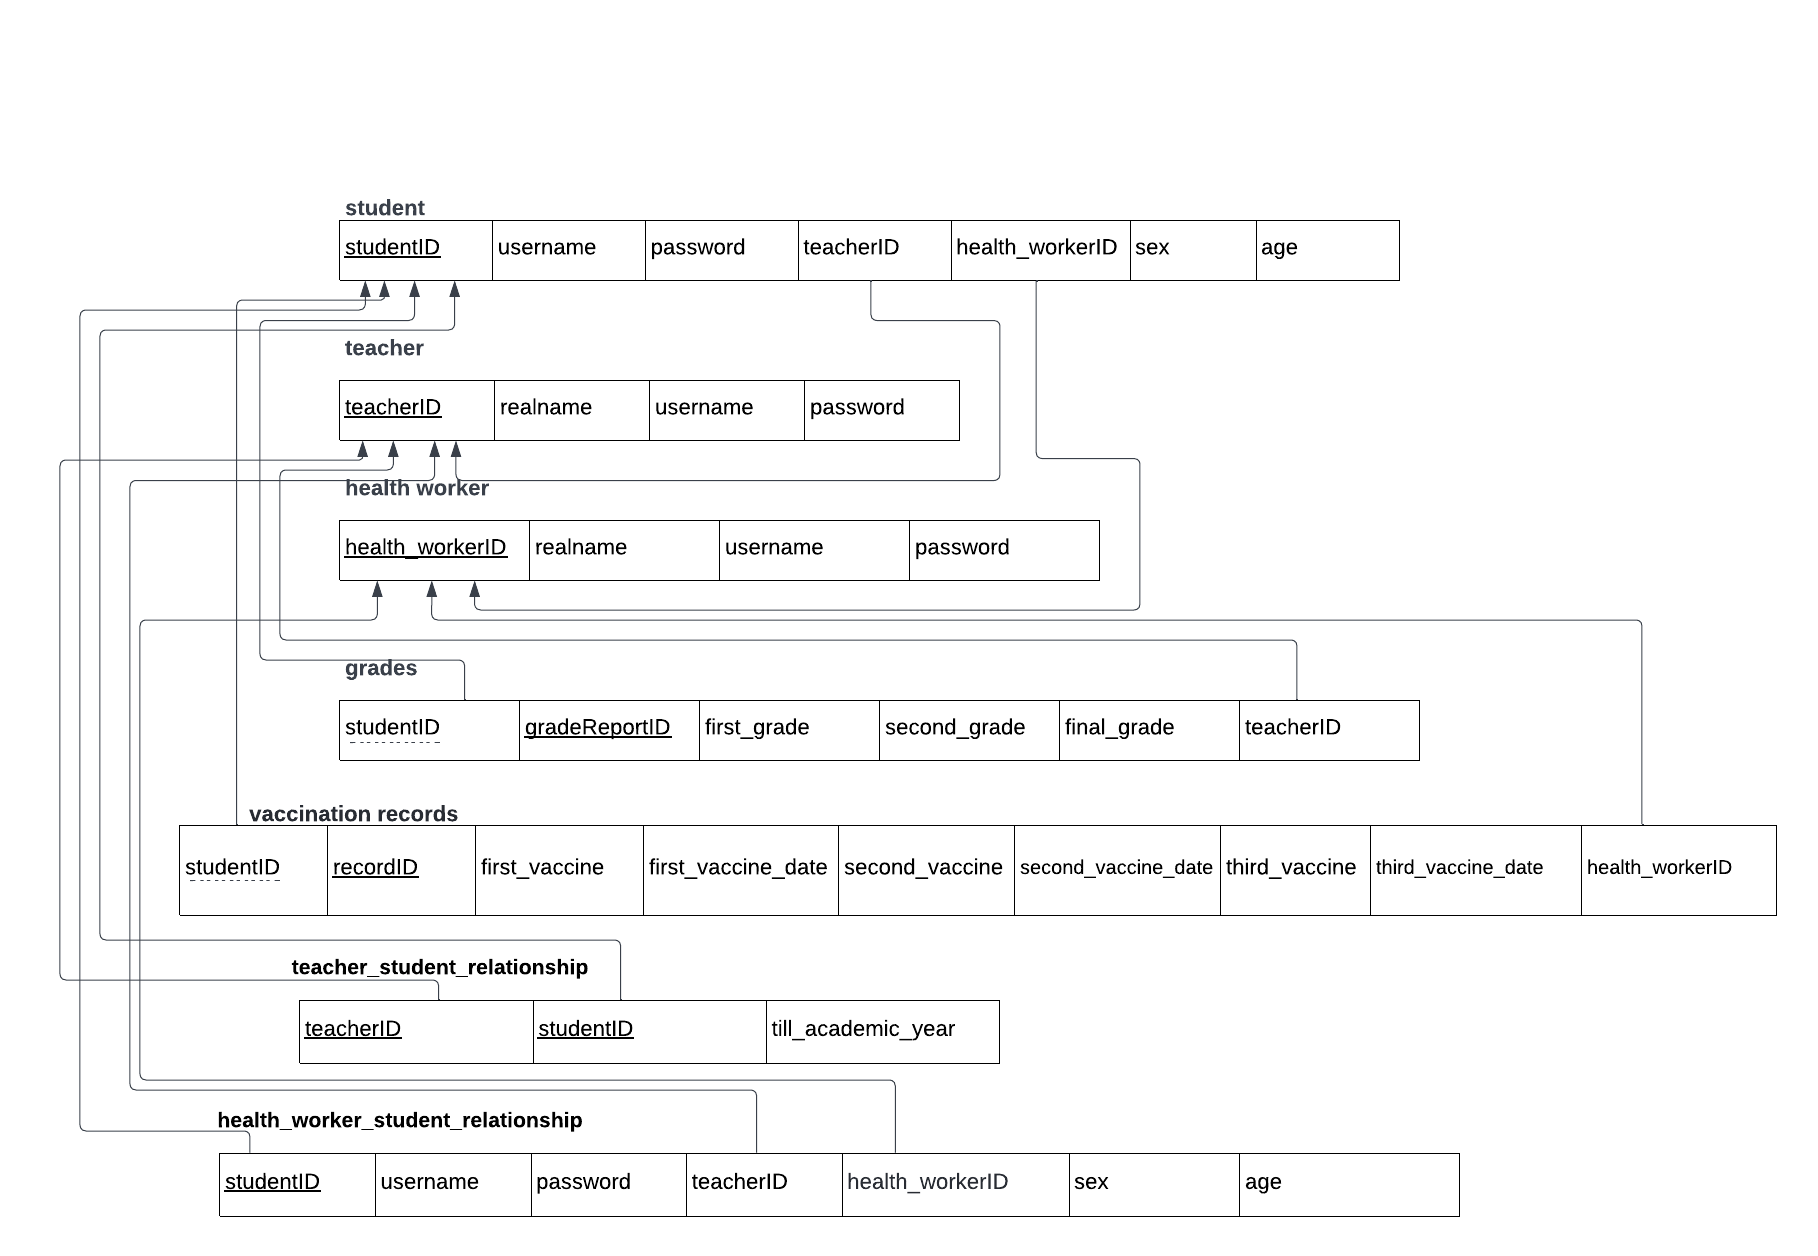 student
studentID username password teacherID health_workerID sex age
teacher
teacherID realname username password
health worker
health_workerID realname username password
grades
studentID gradeReportID first_grade second_grade final_grade teacherID
vaccination records
studentID recordID first_vaccine first_vaccine_date second_vaccine second_vaccine_date third_vaccine third_vaccine_date health_workerID
teacher_student_relationship
teacherID studentID till_academic_year
health_worker_student_relationship
studentID username password teacherID health_workerID sex age